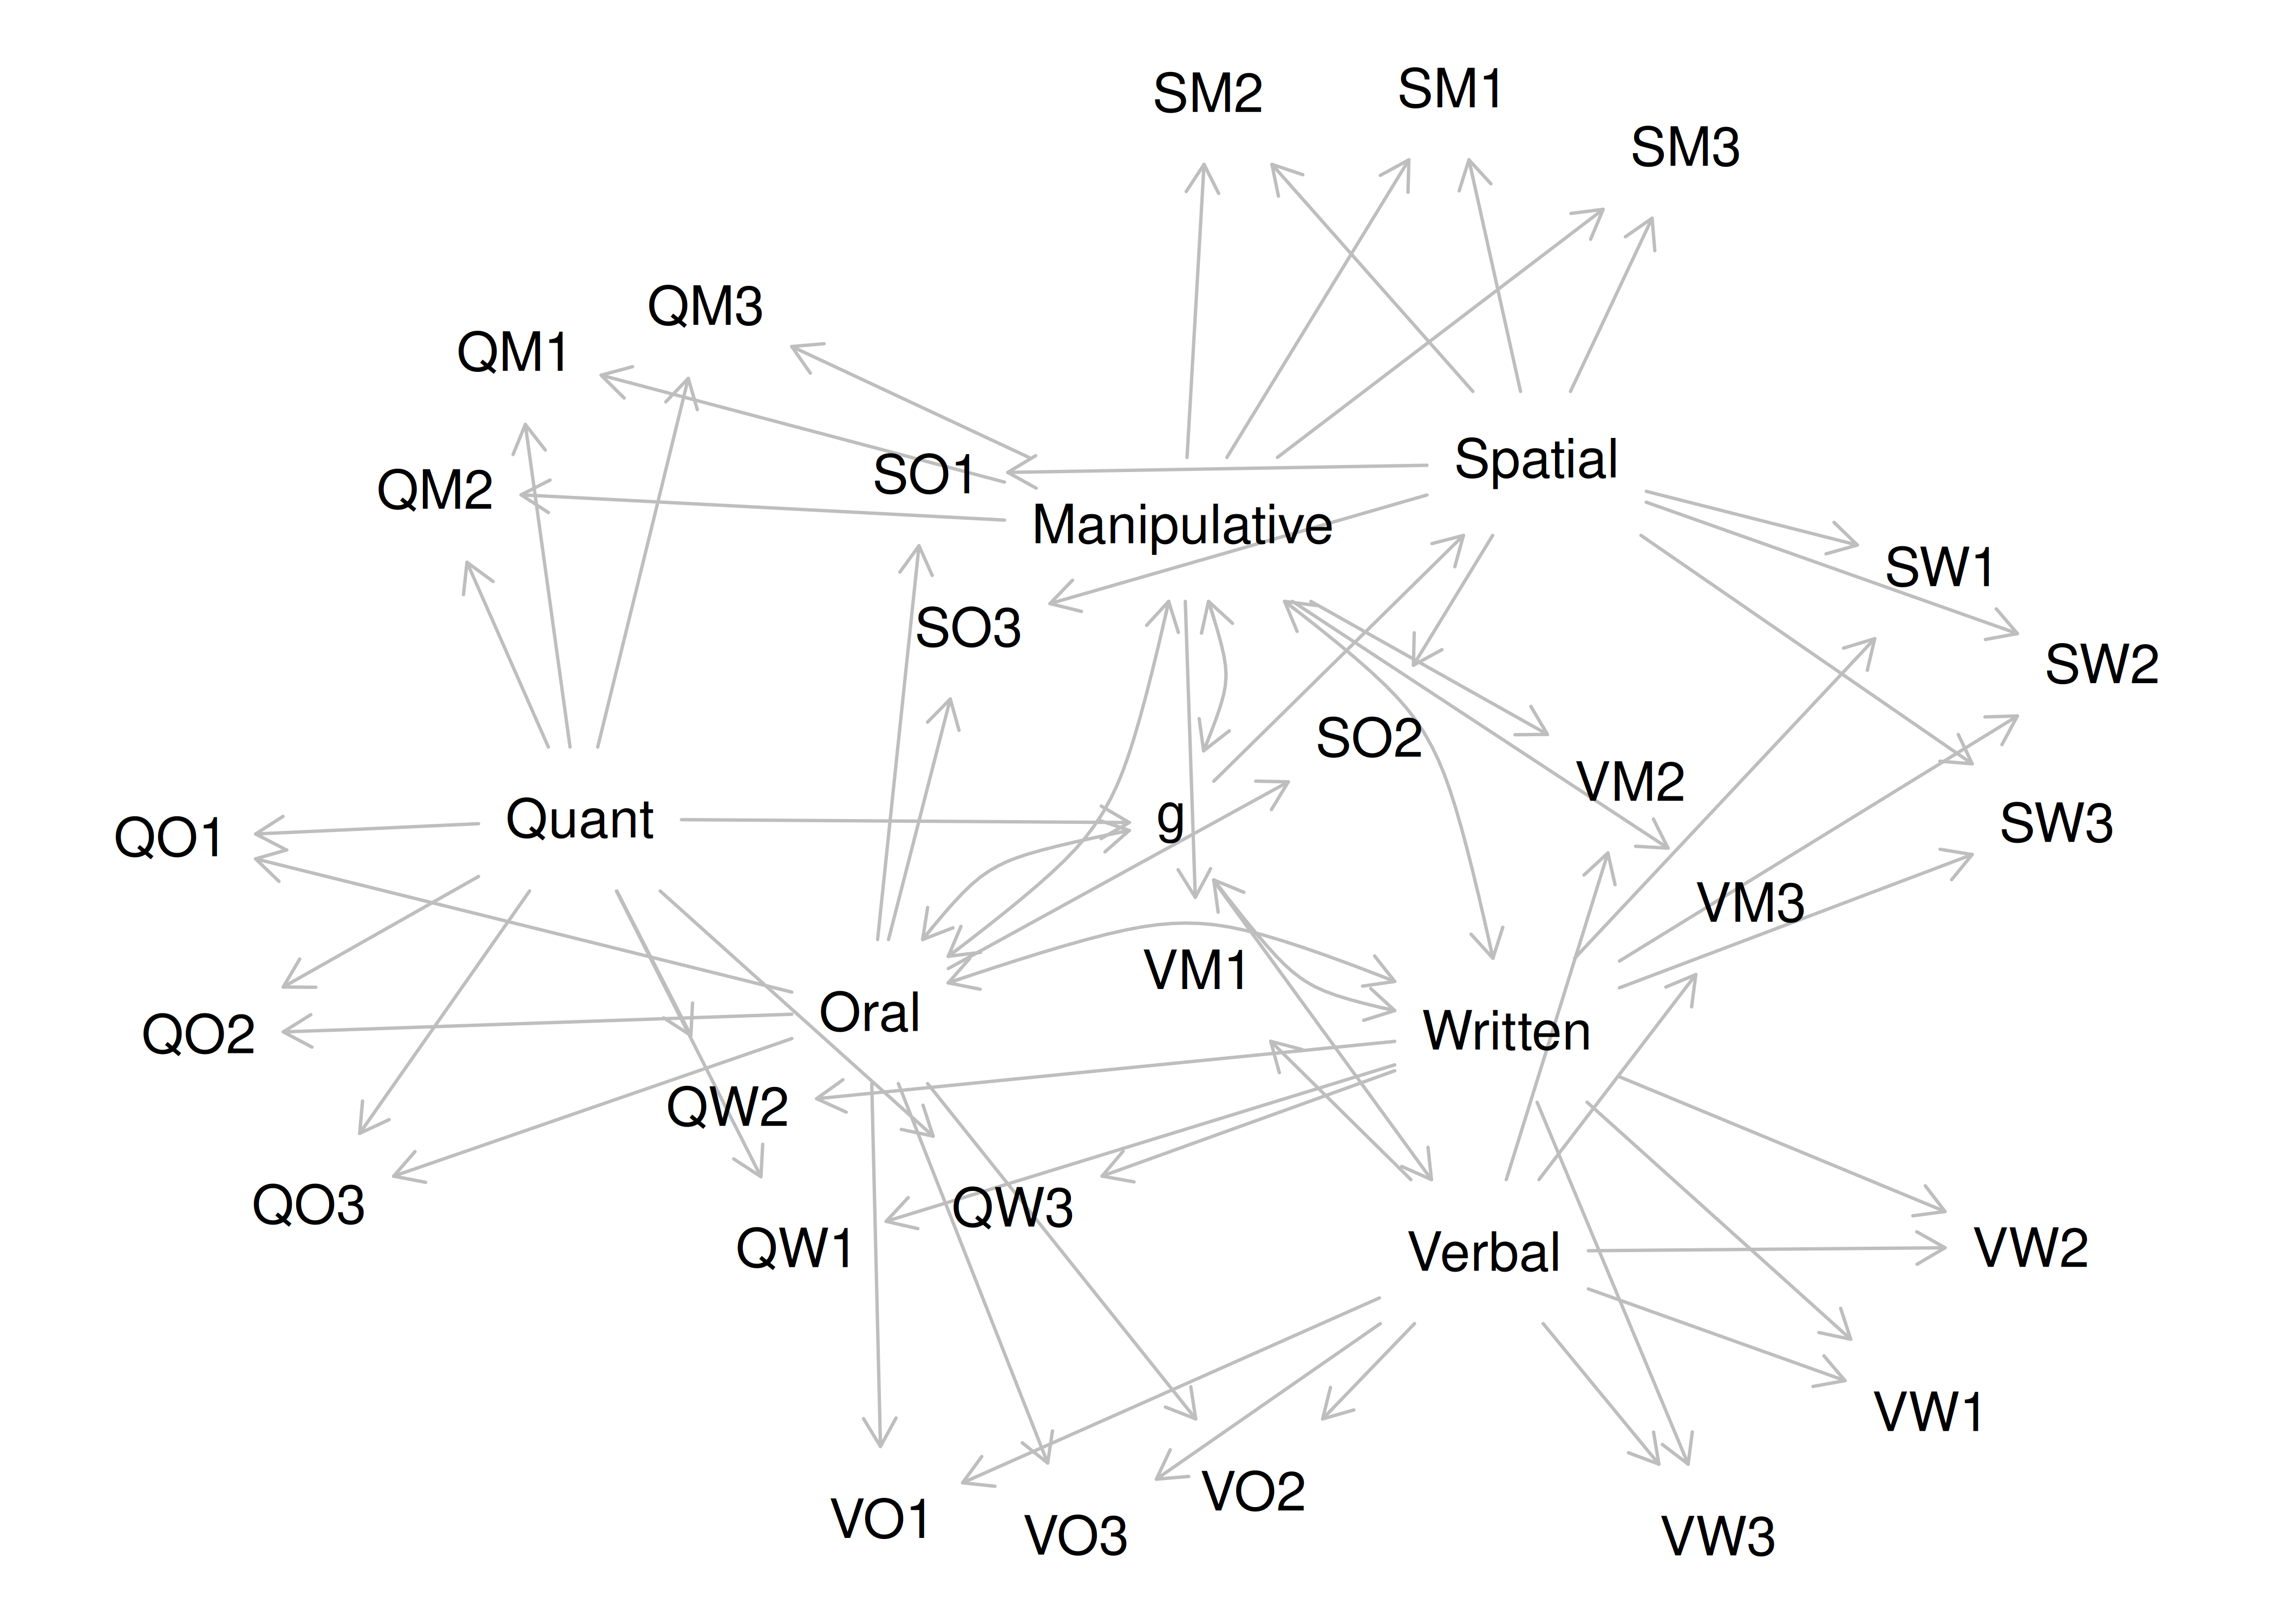 SM2
SM1
SM3
QM3
QM1
Spatial
SO1
QM2
Manipulative
SW1
SO3
SW2
SO2
VM2
Quant
g
SW3
QO1
VM3
VM1
Oral
Written
QO2
QW2
QO3
QW3
QW1
Verbal
VW2
VW1
VO2
VO1
VO3
VW3